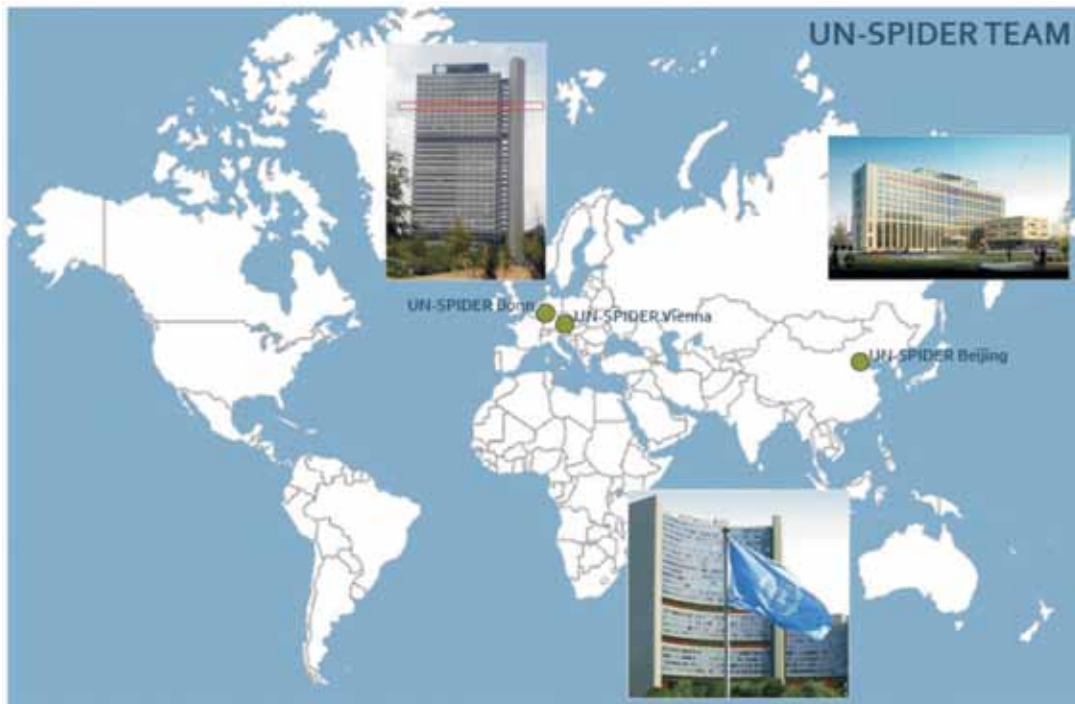 UN-SPIDER TEAM
UN-SPIDER Bonn
UN-SPIDER Vienna
UN-SPIDER Beijing